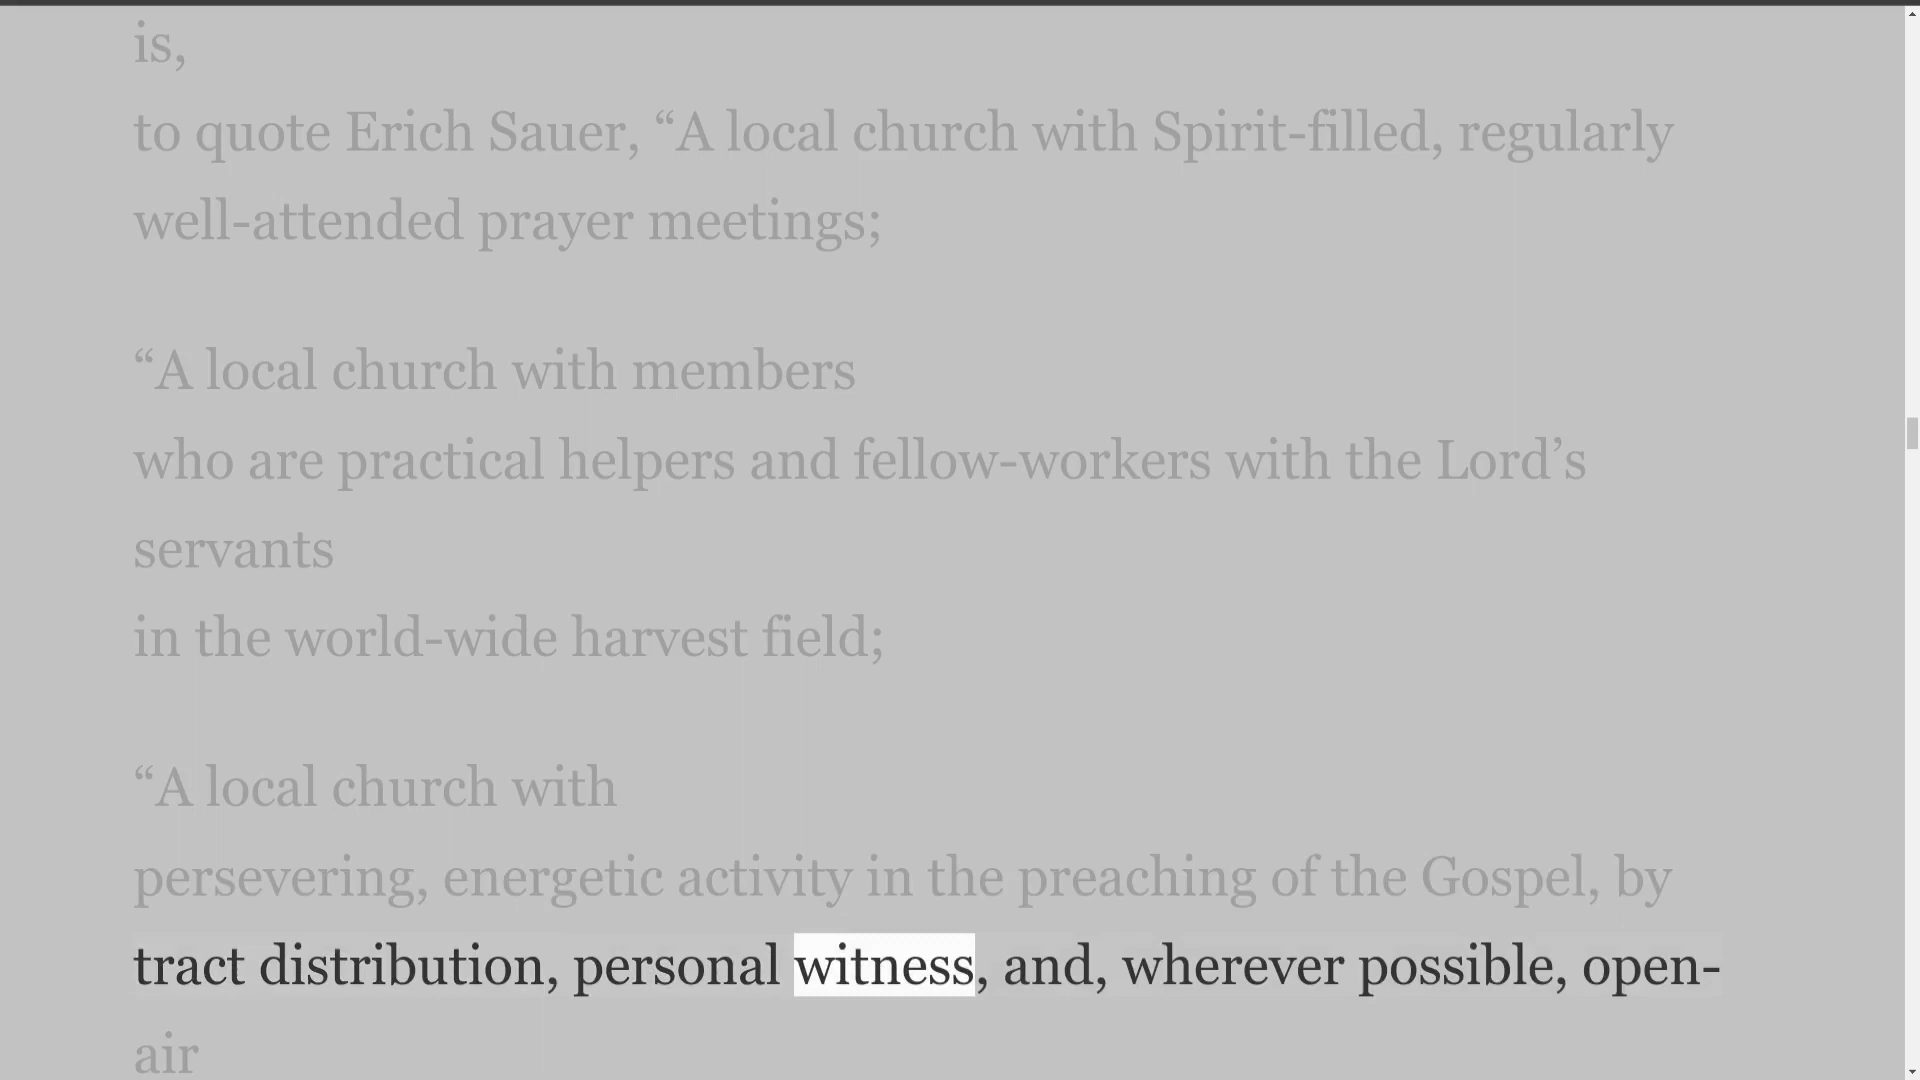 is,
to quote Erich Sauer, “A local church with Spirit-filled, regularly
well-attended prayer meetings;
“A local church with members
who are practical helpers and fellow-workers with the Lord’s
servants
in the world-wide harvest field;
“A local church with
persevering, energetic activity in the preaching of the Gospel, by
tract distribution, personal witness, and, wherever possible, open-
air